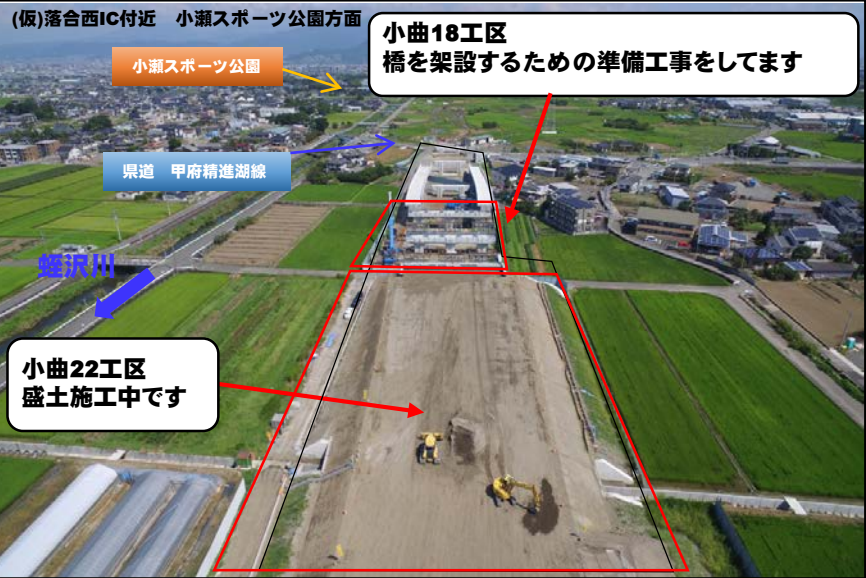 (仮)落合西IC付近　小瀬スポーツ公園方面
小曲18工区
橋を架設するための準備工事をしてます
小瀬スポーツ公園
県道　甲府精進湖線
蛭沢川
小曲22工区
盛土施工中です